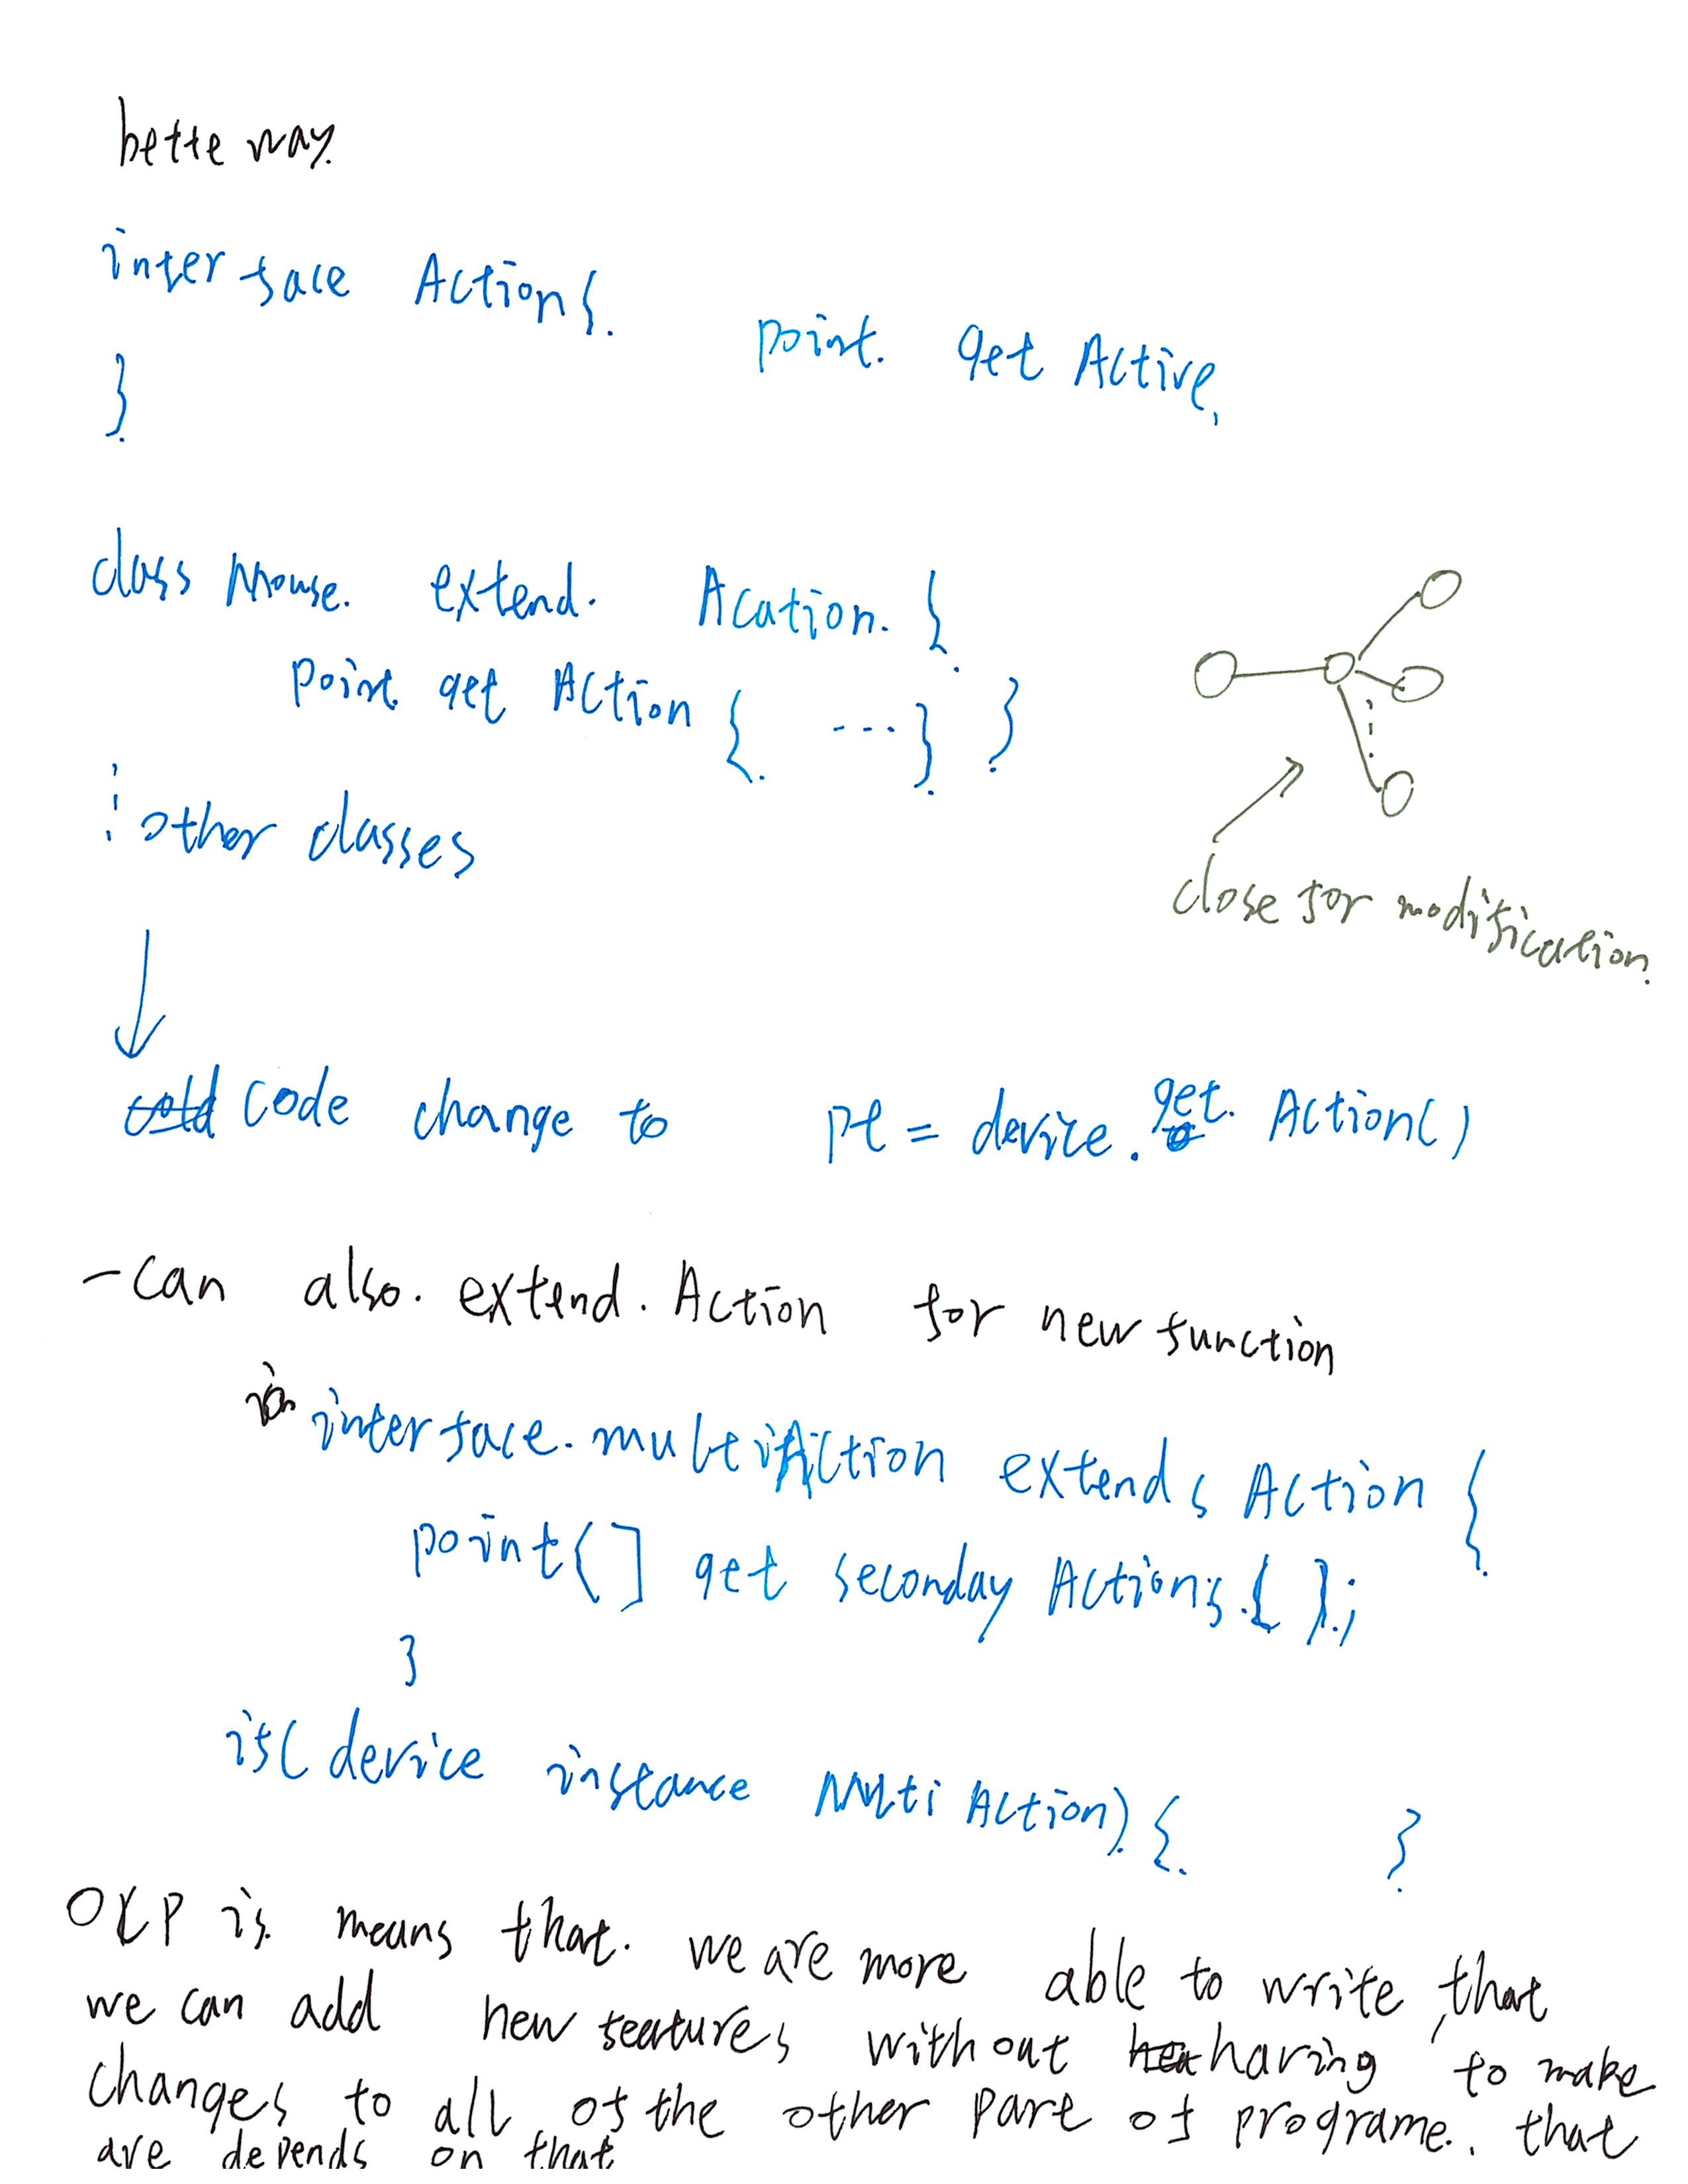 bette way.
interface Action{.
point. get Active,
}
class Mouse. extend. Acation. {
point. get Action { ... } }
⋮ other classes
close for modification.
code change to pt = device. get. Action()
- can also. extend. Action for new function
interface. multiAction extends Action {
point[] get seconday Actions.{ };
}
if( device instance Multi Action) { }
OCP is means that. we are more able to write that
we can add new features without having to make
changes to all of the other part of programe.. that
are depends on that